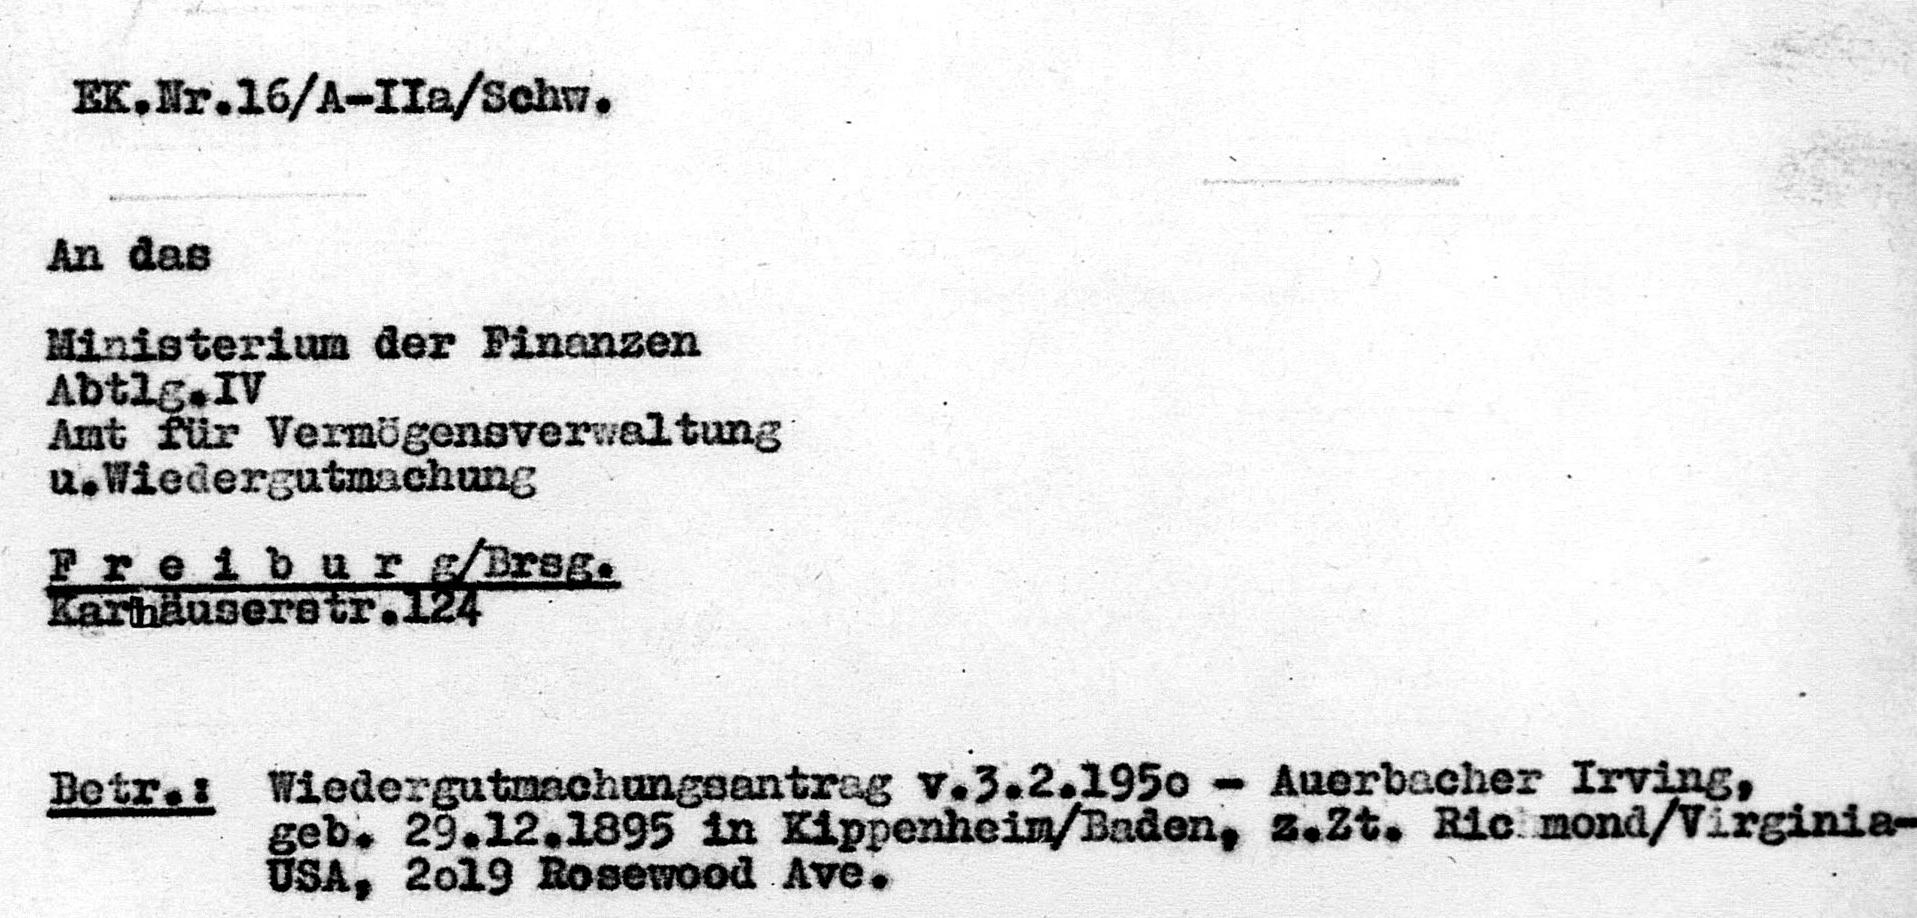 EK.Nr.16/A-IIa/Schw.
An das
Ministerium der Finanzen
Abtlg.IV
Amt für Vermögensverwaltung
u.Wiedergutmachung
F r e i b u r g/Brsg.
Karthäuserstr.124
Betr.: Wiedergutmachungsantrag v.3.2.195o - Auerbacher Irving,
geb. 29.12.1895 in Kippenheim/Baden, z.Zt. Ric mond/Virginia-
USA, 2o19 Rosewood Ave.